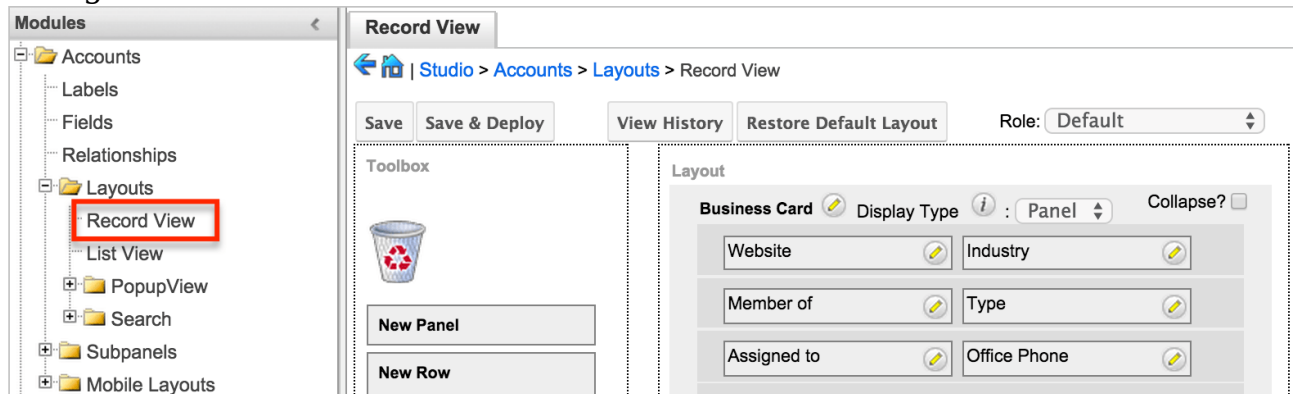 Modules
Accounts
Labels
Fields
Relationships
Layouts
Record View
List View
PopupView
Search
Subpanels
Mobile Layouts
Record View
| Studio > Accounts > Layouts > Record View
Save Save & Deploy View History Restore Default Layout Role: Default
Toolbox
New Panel
New Row
Layout
Business Card Display Type i : Panel Collapse?
Website Industry
Member of Type
Assigned to Office Phone